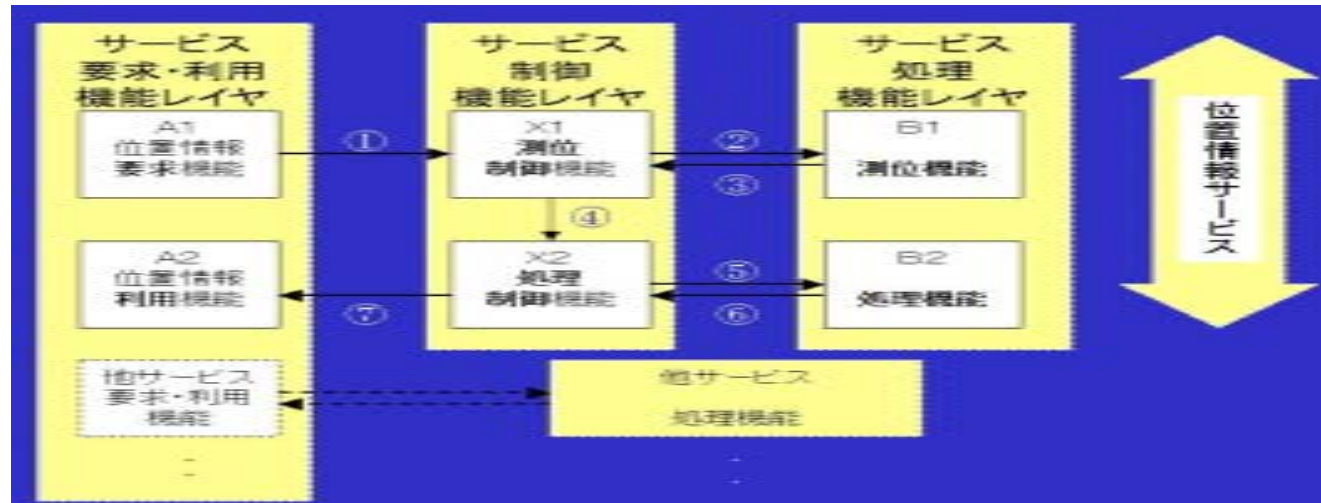 サービス
要求・利用
機能レイヤ
サービス
制御
機能レイヤ
サービス
処理
機能レイヤ
A1
位置情報
要求機能
①
X1
測位
制御機能
②
③
B1
測位機能
④
A2
位置情報
利用機能
⑦
X2
処理
制御機能
⑤
⑥
B2
処理機能
位置情報サービス
他サービス
要求・利用
機能
他サービス
処理機能